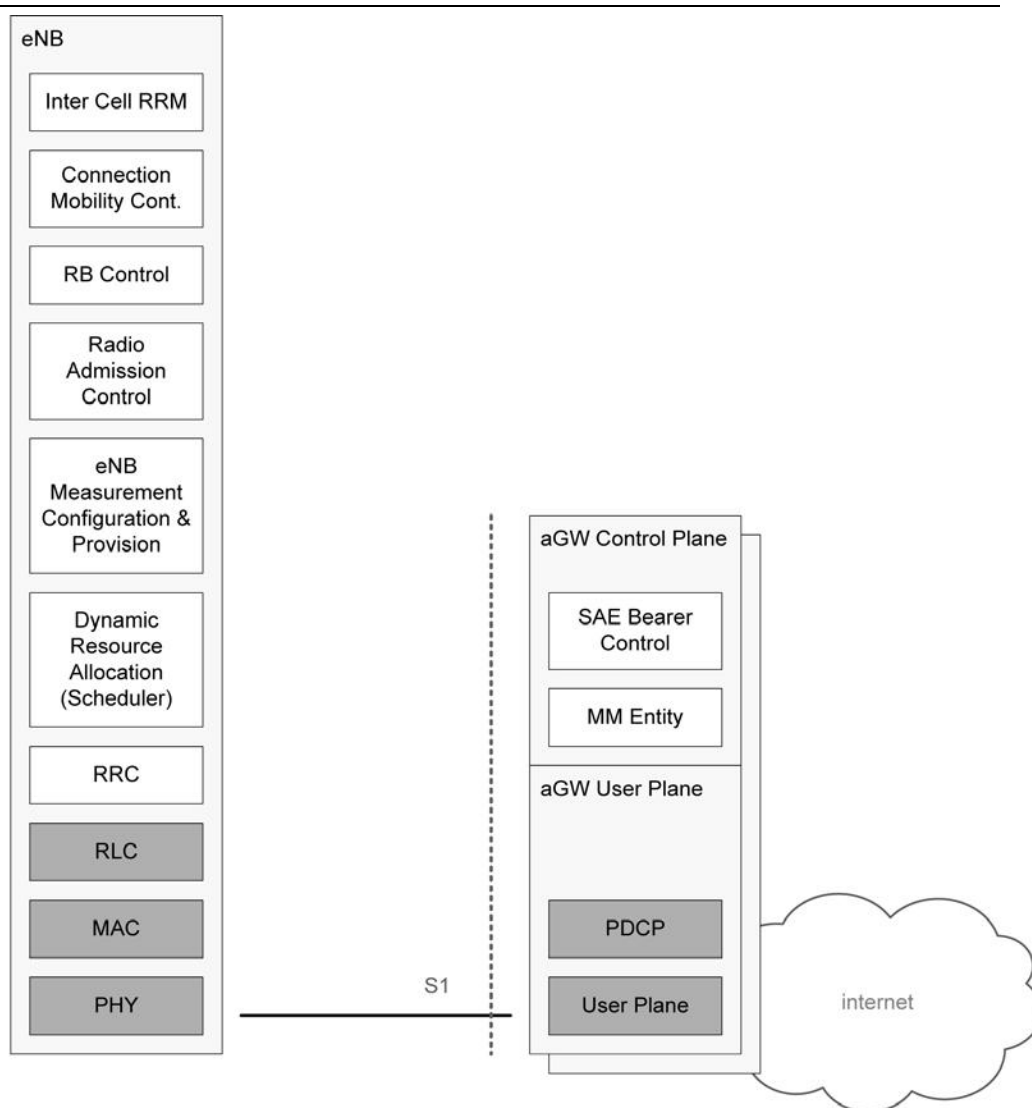 eNB
Inter Cell RRM
Connection
Mobility Cont.
RB Control
Radio
Admission
Control
eNB
Measurement
Configuration &
Provision
Dynamic
Resource
Allocation
(Scheduler)
RRC
RLC
MAC
PHY
S1
aGW Control Plane
SAE Bearer
Control
MM Entity
aGW User Plane
PDCP
User Plane
internet